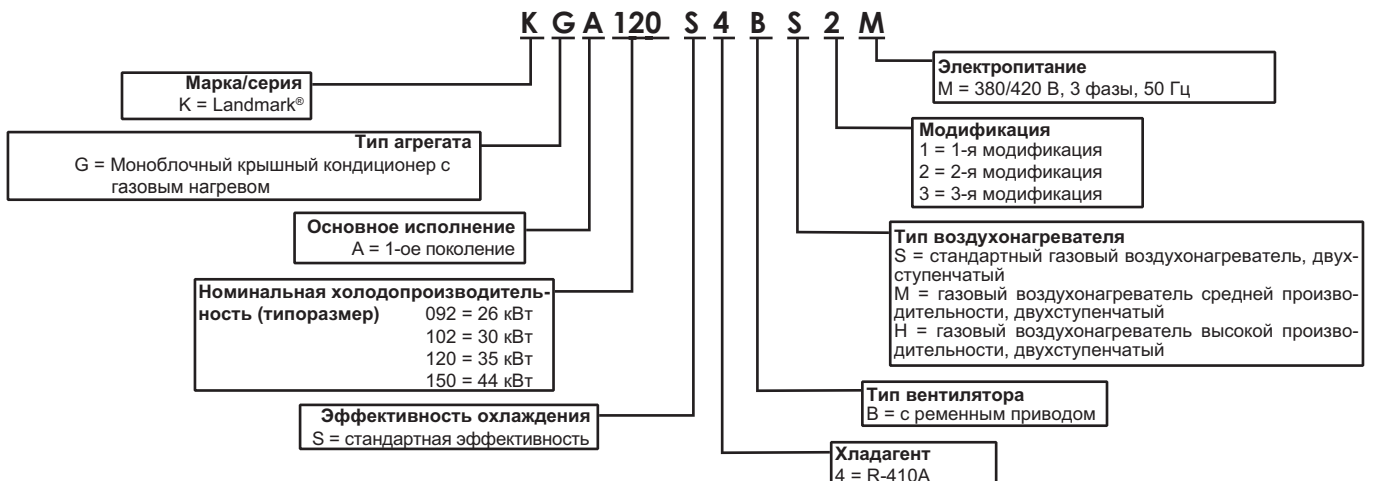 K G A 120 S 4 B S 2 M
Марка/серия
K = Landmark®
Тип агрегата
G = Моноблочный крышный кондиционер с
газовым нагревом
Основное исполнение
A = 1-ое поколение
Номинальная холодопроизводитель-
ность (типоразмер) 092 = 26 кВт
102 = 30 кВт
120 = 35 кВт
150 = 44 кВт
Эффективность охлаждения
S = стандартная эффективность
Электропитание
M = 380/420 В, 3 фазы, 50 Гц
Модификация
1 = 1-я модификация
2 = 2-я модификация
3 = 3-я модификация
Тип воздухонагревателя
S = стандартный газовый воздухонагреватель, двух-
ступенчатый
M = газовый воздухонагреватель средней произво-
дительности, двухступенчатый
H = газовый воздухонагреватель высокой произво-
дительности, двухступенчатый
Тип вентилятора
B = с ременным приводом
Хладагент
4 = R-410A